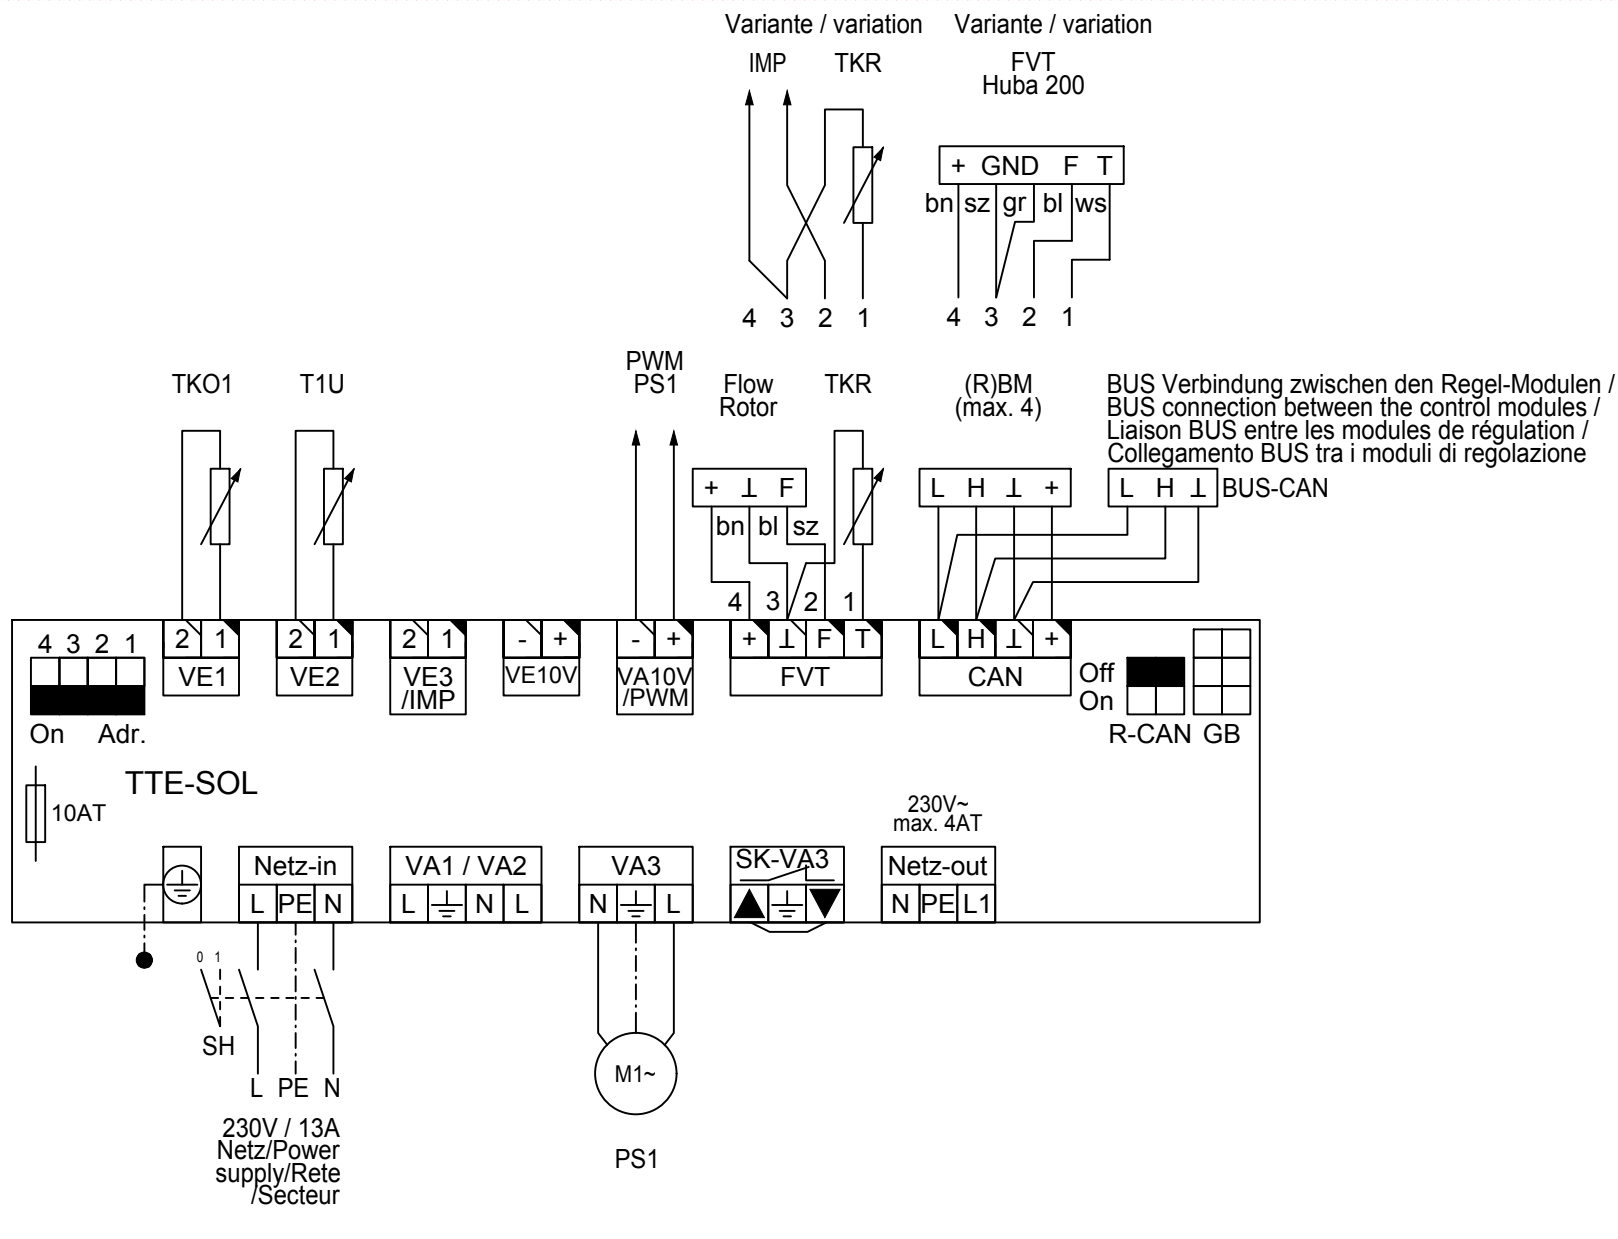 Variante / variation Variante / variation
IMP TKR FVT
Huba 200
+ GND F T
bn sz gr bl ws
4 3 2 1 4 3 2 1
TKO1 T1U PWM
PS1 Flow
Rotor TKR (R)BM
(max. 4)
BUS Verbindung zwischen den Regel-Modulen /
BUS connection between the control modules /
Liaison BUS entre les modules de régulation /
Collegamento BUS tra i moduli di regolazione
+ ⊥ F L H ⊥ + L H ⊥ BUS-CAN
bn bl sz
4 3 2 1
4 3 2 1 2 1 2 1 2 1 - + - + + ⊥ F T L H ⊥ +
VE1 VE2 VE3
/IMP VE10V VA10V
/PWM FVT CAN Off
On
On Adr. R-CAN GB
TTE-SOL
10AT
230V~
max. 4AT
Netz-in VA1 / VA2 VA3 SK-VA3 Netz-out
L PE N L N L N L N PE L1
0 1
SH
L PE N
M1~
230V / 13A
Netz/Power
supply/Rete
/Secteur
PS1